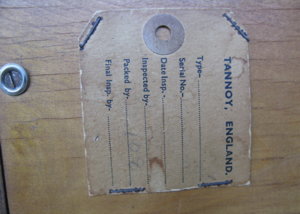 TANNOY, ENGLAND.
Type-
Serial No.-
Date Insp.-
Inspected by-
Packed by-
Final Insp. by-